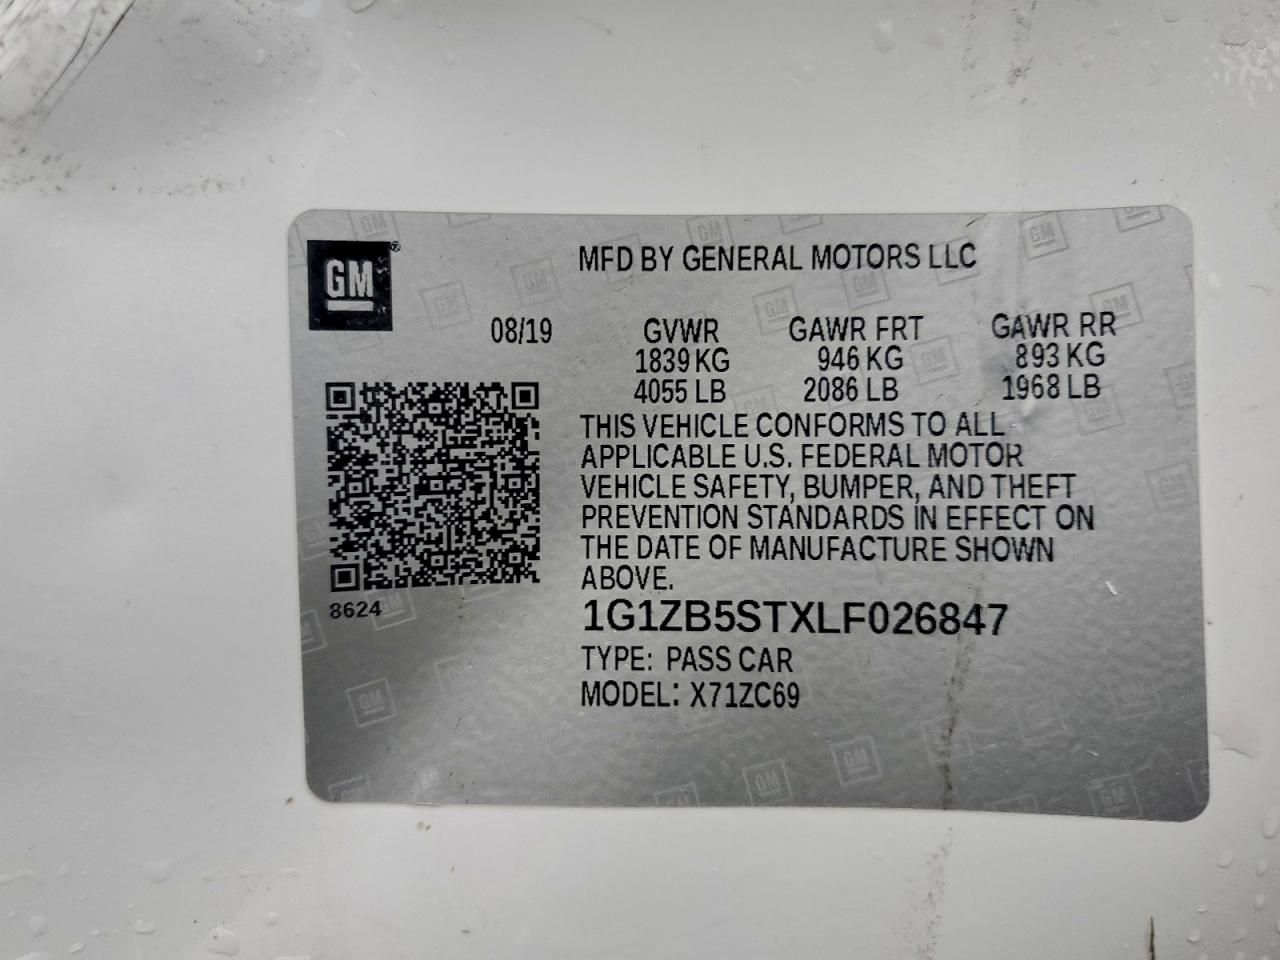 GM ®
MFD BY GENERAL MOTORS LLC
08/19 GVWR GAWR FRT GAWR RR
1839 KG 946 KG 893 KG
4055 LB 2086 LB 1968 LB
THIS VEHICLE CONFORMS TO ALL
APPLICABLE U.S. FEDERAL MOTOR
VEHICLE SAFETY, BUMPER, AND THEFT
PREVENTION STANDARDS IN EFFECT ON
THE DATE OF MANUFACTURE SHOWN
ABOVE.
8624
1G1ZB5STXLF026847
TYPE: PASS CAR
MODEL: X71ZC69